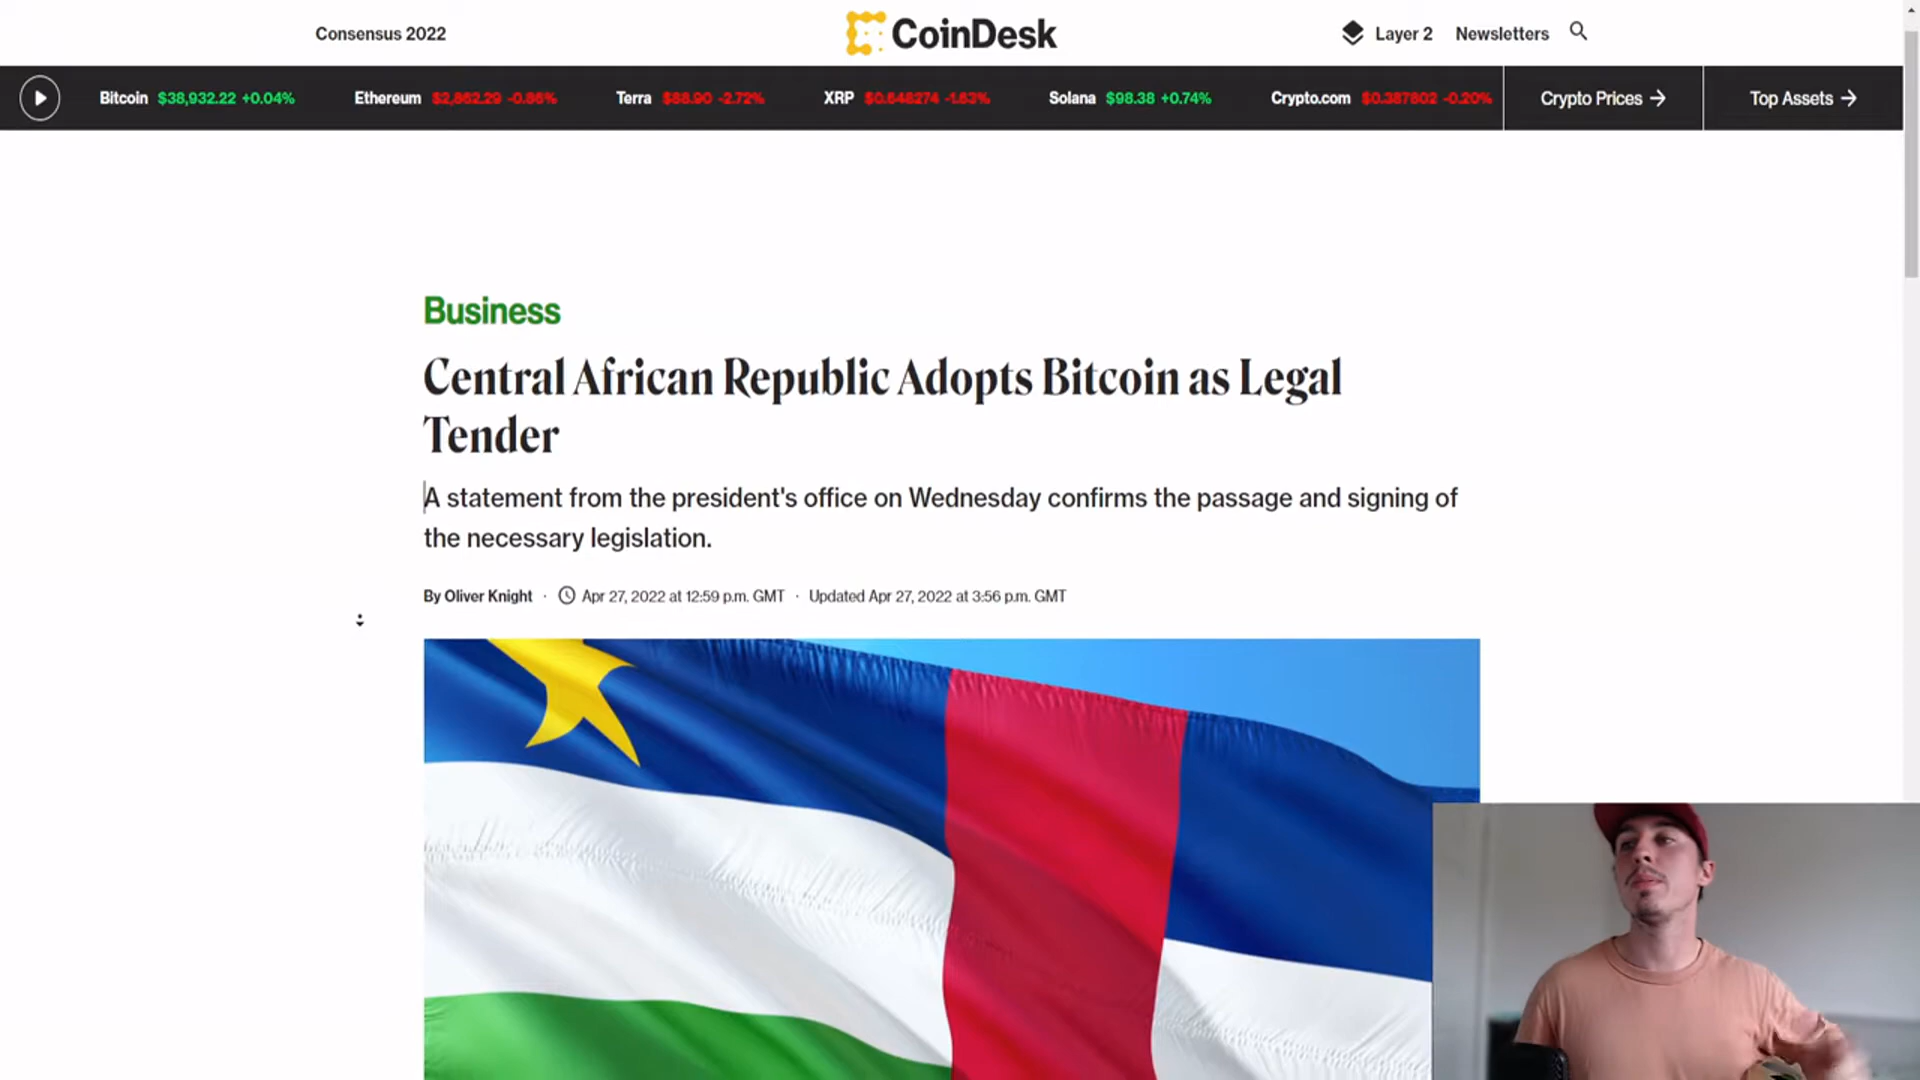 Consensus 2022
CoinDesk
Layer 2 Newsletters
Bitcoin $38,932.22 +0.04% Ethereum $2,862.29 -0.86% Terra $88.90 -2.72% XRP $0.648274 -1.63% Solana $98.38 +0.74% Crypto.com $0.387602 -0.20% Crypto Prices → Top Assets →
Business
Central African Republic Adopts Bitcoin as Legal
Tender
A statement from the president's office on Wednesday confirms the passage and signing of
the necessary legislation.
By Oliver Knight · Apr 27, 2022 at 12:59 p.m. GMT · Updated Apr 27, 2022 at 3:56 p.m. GMT